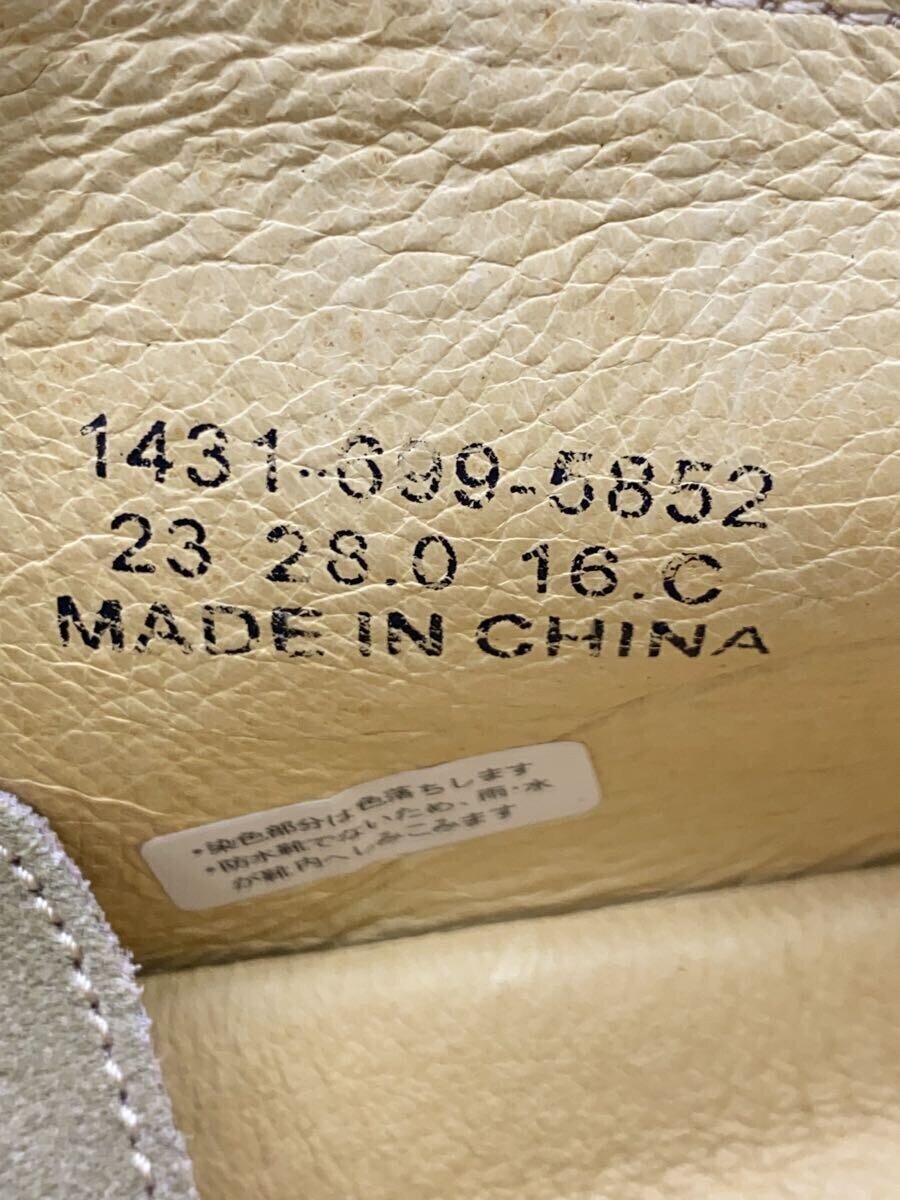 1431-699-5852
23 28.0 16.C
MADE IN CHINA
・染色部分は色落ちします
・防水靴でないため、雨・水
が靴内へしみこみます